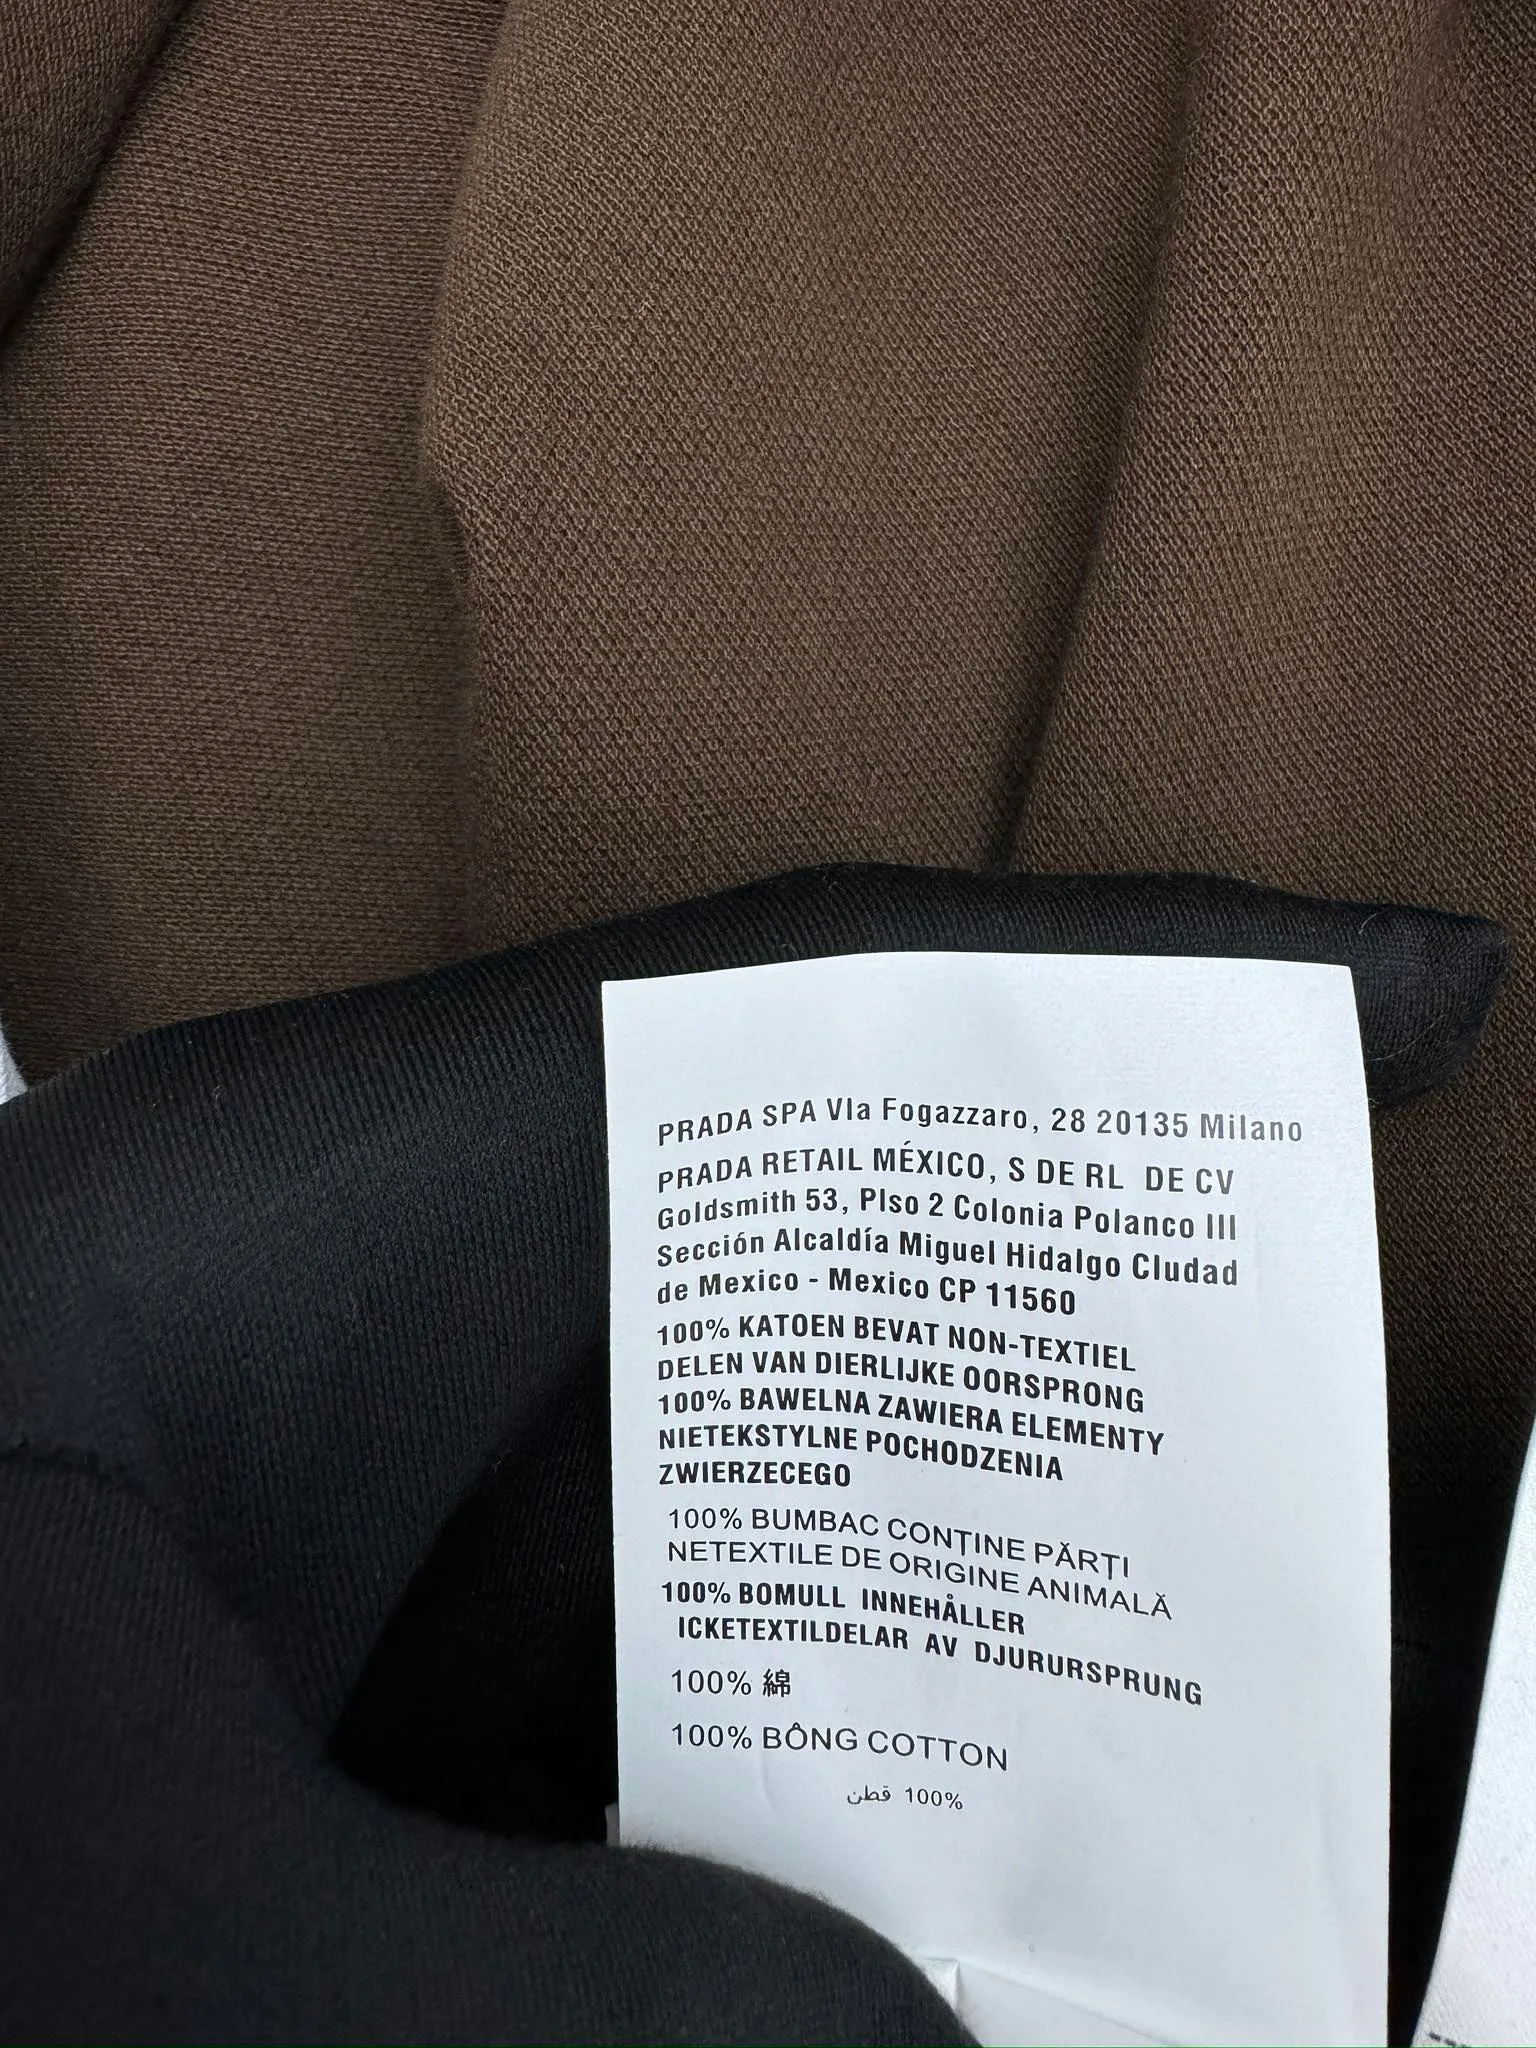 PRADA SPA VIa Fogazzaro, 28 20135 Milano
PRADA RETAIL MÉXICO, S DE RL DE CV
Goldsmith 53, PIso 2 Colonia Polanco III
Sección Alcaldía Miguel Hidalgo CIudad
de Mexico - Mexico CP 11560
100% KATOEN BEVAT NON-TEXTIEL
DELEN VAN DIERLIJKE OORSPRONG
100% BAWELNA ZAWIERA ELEMENTY
NIETEKSTYLNE POCHODZENIA
ZWIERZECEGO
100% BUMBAC CONȚINE PĂRȚI
NETEXTILE DE ORIGINE ANIMALĂ
100% BOMULL INNEHÅLLER
ICKETEXTILDELAR AV DJURURSPRUNG
100% 綿
100% BÔNG COTTON
100% قطن